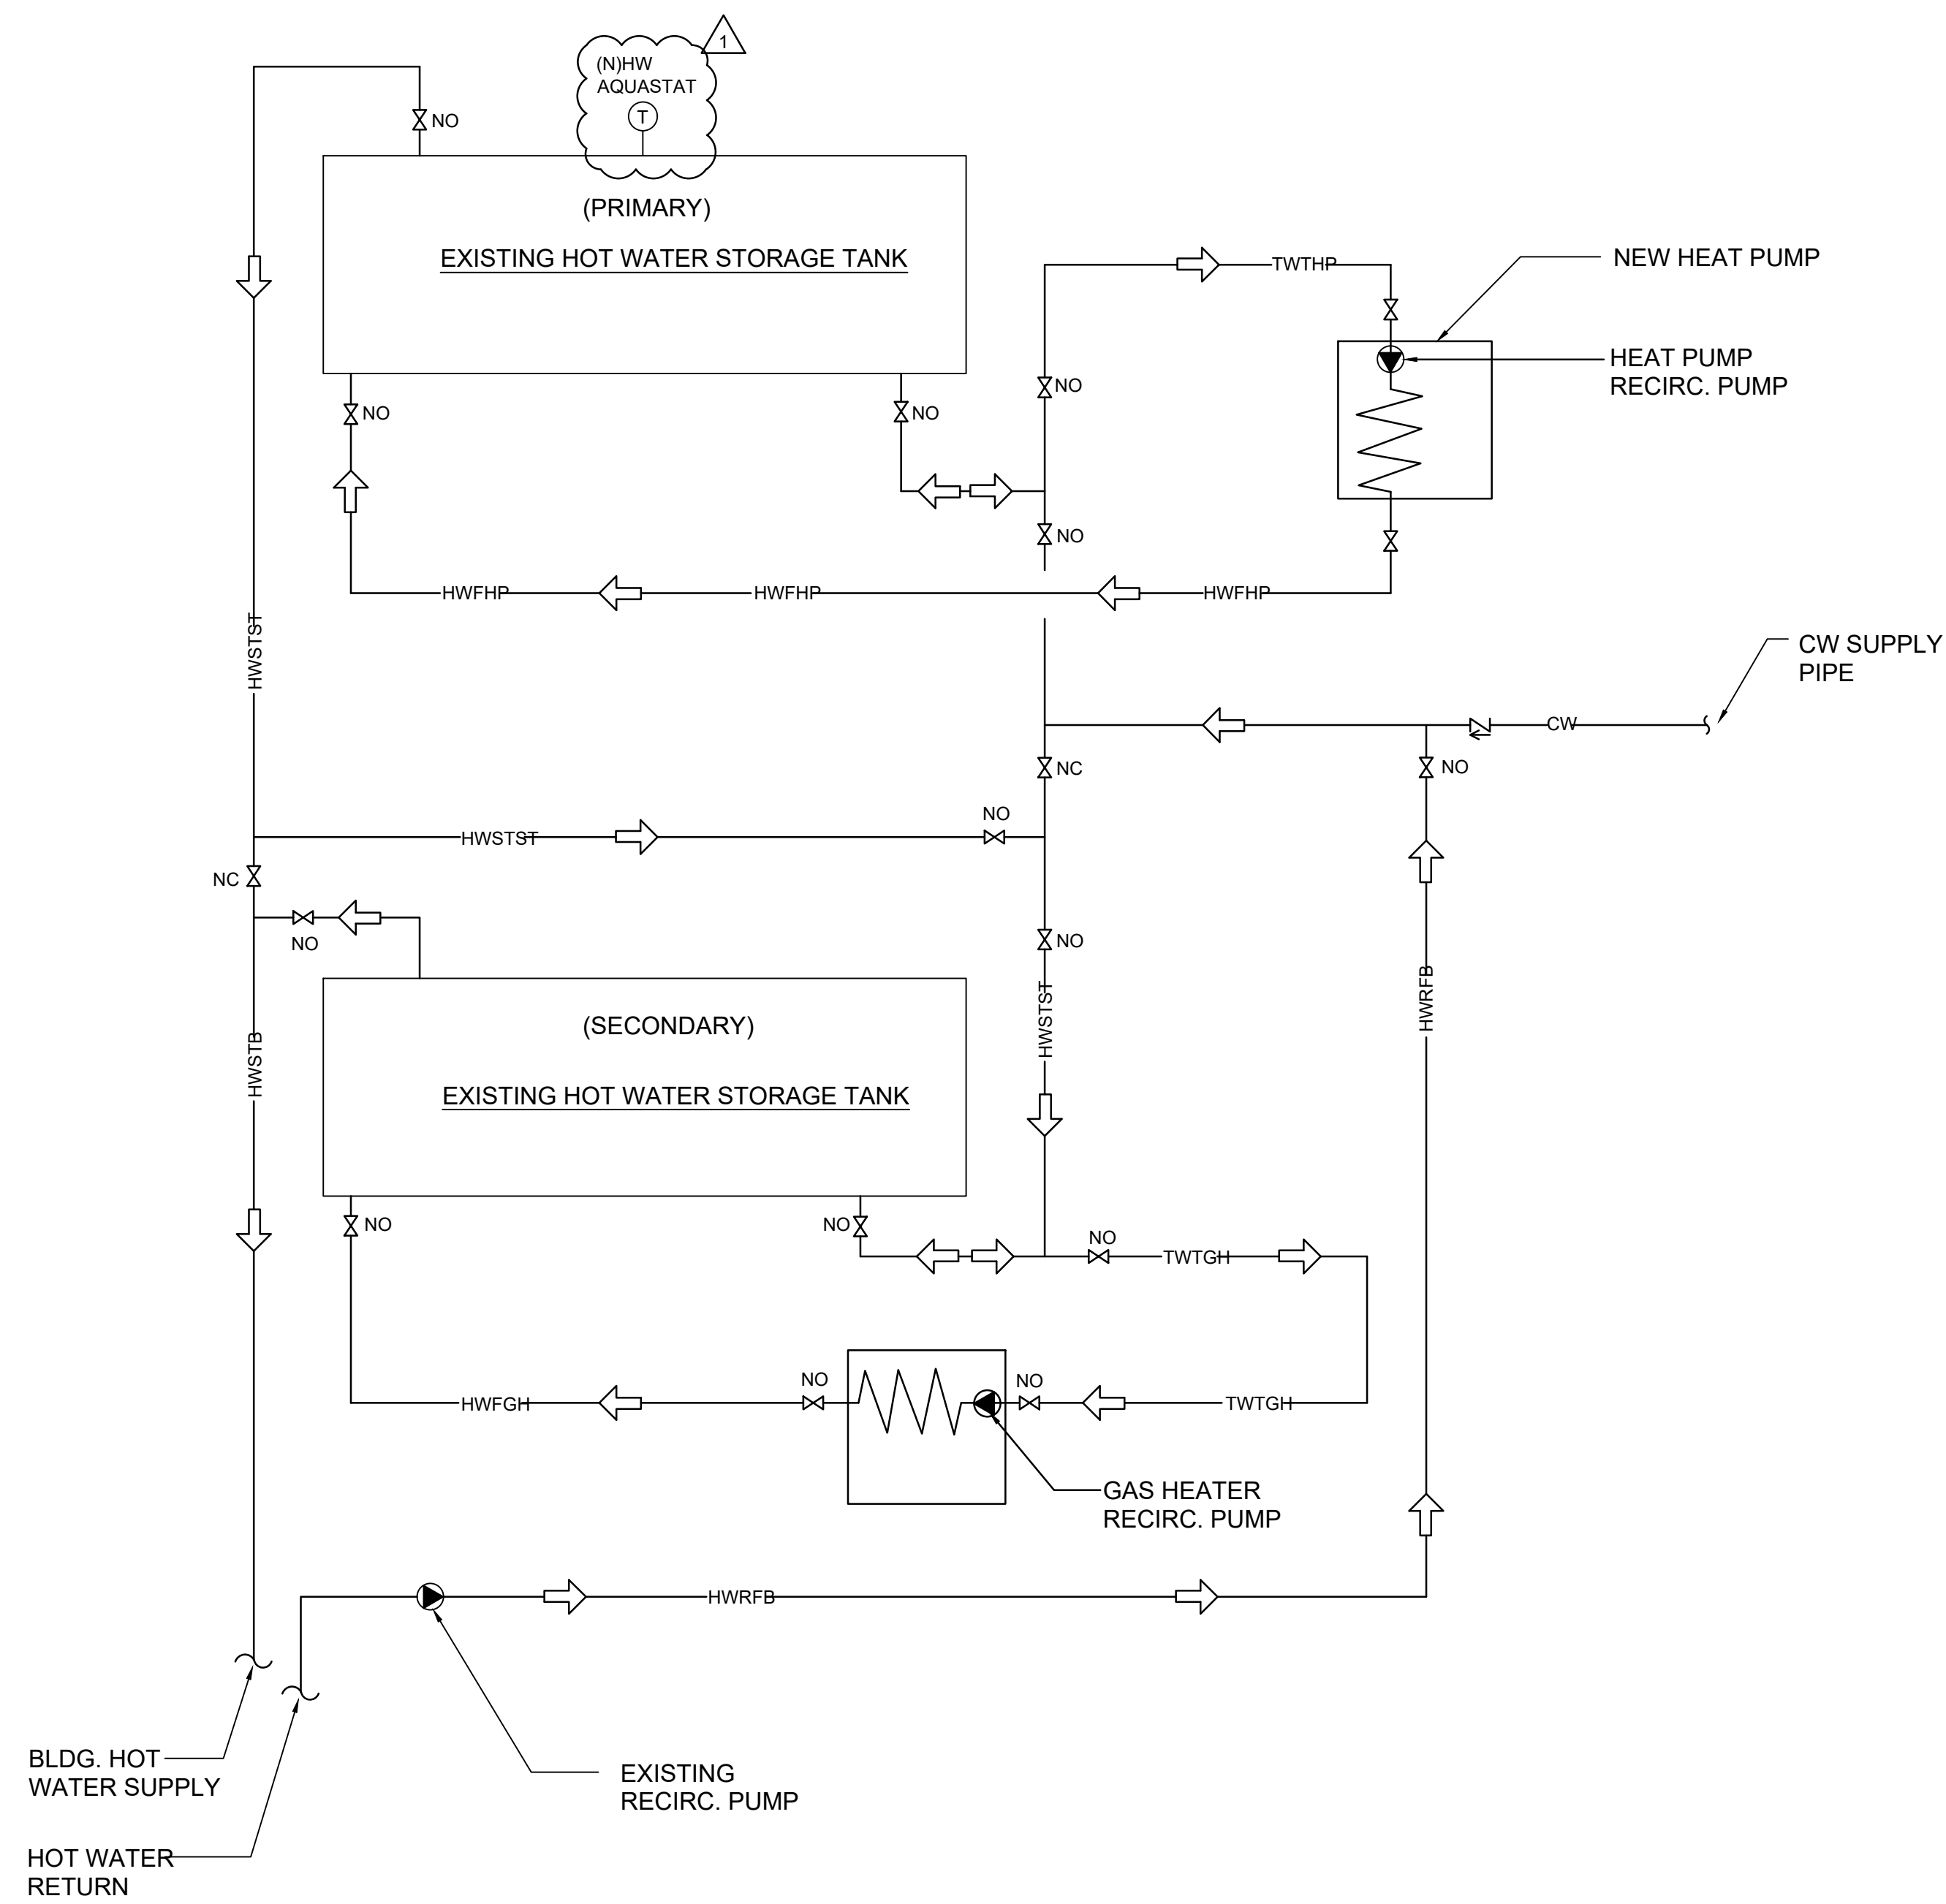 1
(N)HW
AQUASTAT
T
NO
(PRIMARY)
EXISTING HOT WATER STORAGE TANK
TWTHP
NEW HEAT PUMP
HEAT PUMP
RECIRC. PUMP
NO
NO
NO
NO
HWFHP
HWFHP
HWFHP
HWSTST
CW SUPPLY
PIPE
CW
NC
NO
NO
HWSTST
NC
NO
NO
HWSTST
HWRFB
HWSTB
(SECONDARY)
EXISTING HOT WATER STORAGE TANK
NO
NO
NO
TWTGH
NO
NO
HWFGH
TWTGH
GAS HEATER
RECIRC. PUMP
HWRFB
BLDG. HOT
WATER SUPPLY
EXISTING
RECIRC. PUMP
HOT WATER
RETURN